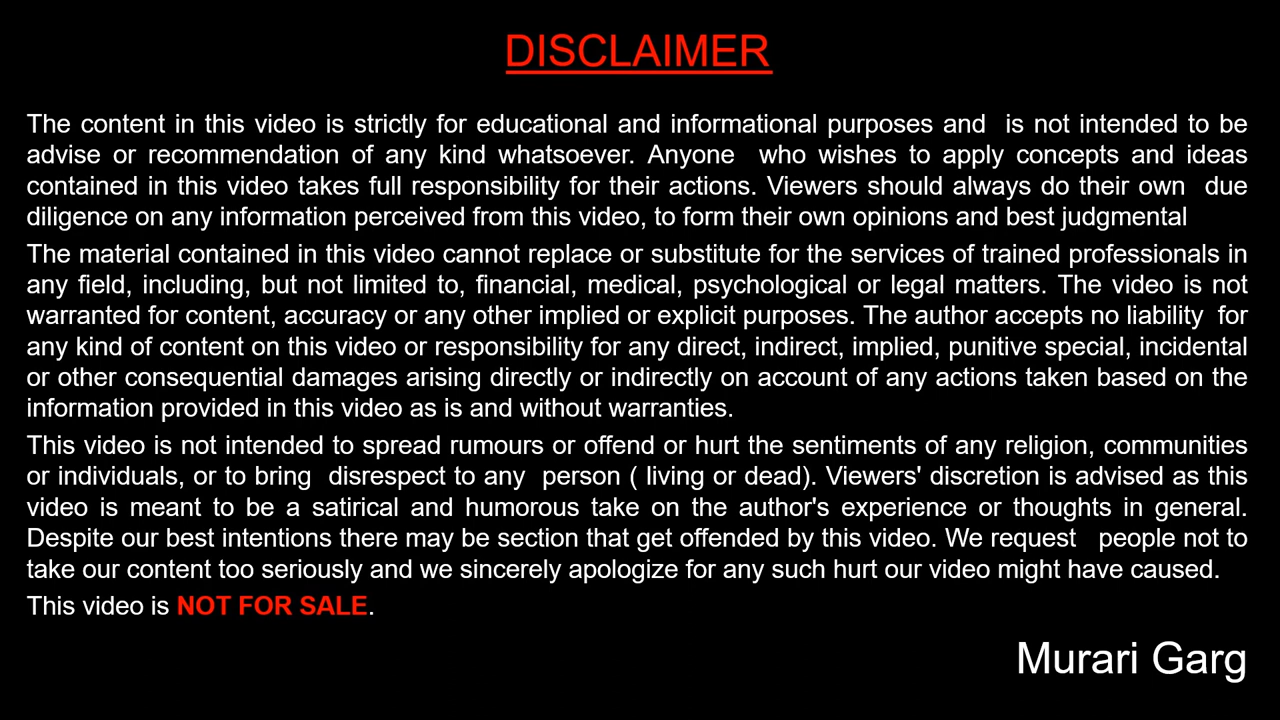 DISCLAIMER
The content in this video is strictly for educational and informational purposes and is not intended to be
advise or recommendation of any kind whatsoever. Anyone who wishes to apply concepts and ideas
contained in this video takes full responsibility for their actions. Viewers should always do their own due
diligence on any information perceived from this video, to form their own opinions and best judgmental
The material contained in this video cannot replace or substitute for the services of trained professionals in
any field, including, but not limited to, financial, medical, psychological or legal matters. The video is not
warranted for content, accuracy or any other implied or explicit purposes. The author accepts no liability for
any kind of content on this video or responsibility for any direct, indirect, implied, punitive special, incidental
or other consequential damages arising directly or indirectly on account of any actions taken based on the
information provided in this video as is and without warranties.
This video is not intended to spread rumours or offend or hurt the sentiments of any religion, communities
or individuals, or to bring disrespect to any person ( living or dead). Viewers' discretion is advised as this
video is meant to be a satirical and humorous take on the author's experience or thoughts in general.
Despite our best intentions there may be section that get offended by this video. We request people not to
take our content too seriously and we sincerely apologize for any such hurt our video might have caused.
This video is NOT FOR SALE.
Murari Garg